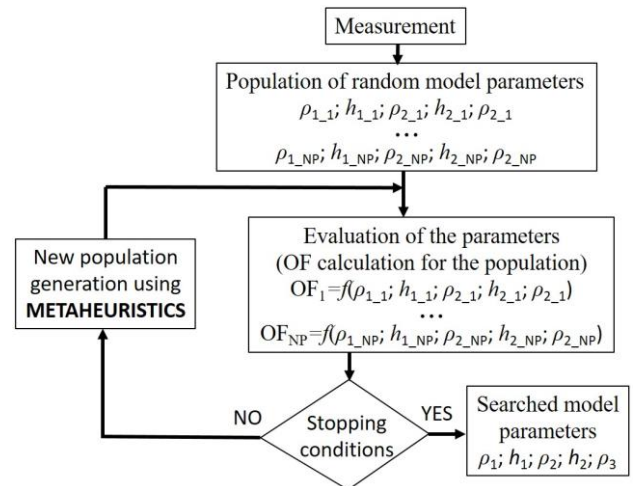 Measurement
Population of random model parameters
ρ1_1; h1_1; ρ2_1; h2_1; ρ2_1
...
ρ1_NP; h1_NP; ρ2_NP; h2_NP; ρ2_NP
New population
generation using
METAHEURISTICS
Evaluation of the parameters
(OF calculation for the population)
OF1=f(ρ1_1; h1_1; ρ2_1; h2_1; ρ2_1)
...
OFNP=f(ρ1_NP; h1_NP; ρ2_NP; h2_NP; ρ2_NP)
NO
Stopping
conditions
YES
Searched model
parameters
ρ1; h1; ρ2; h2; ρ3